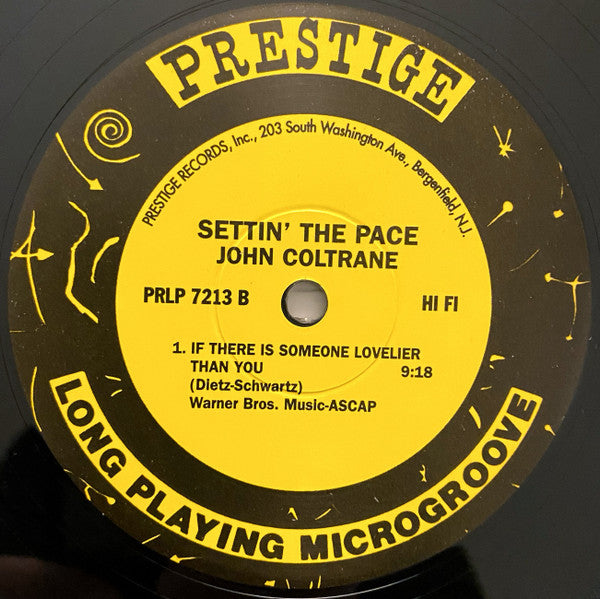 PRESTIGE
PRESTIGE RECORDS, Inc., 203 South Washington Ave., Bergenfield, N.J.
SETTIN' THE PACE
JOHN COLTRANE
PRLP 7213 B HI FI
1. IF THERE IS SOMEONE LOVELIER
THAN YOU 9:18
(Dietz-Schwartz)
Warner Bros. Music-ASCAP
LONG PLAYING MICROGROOVE